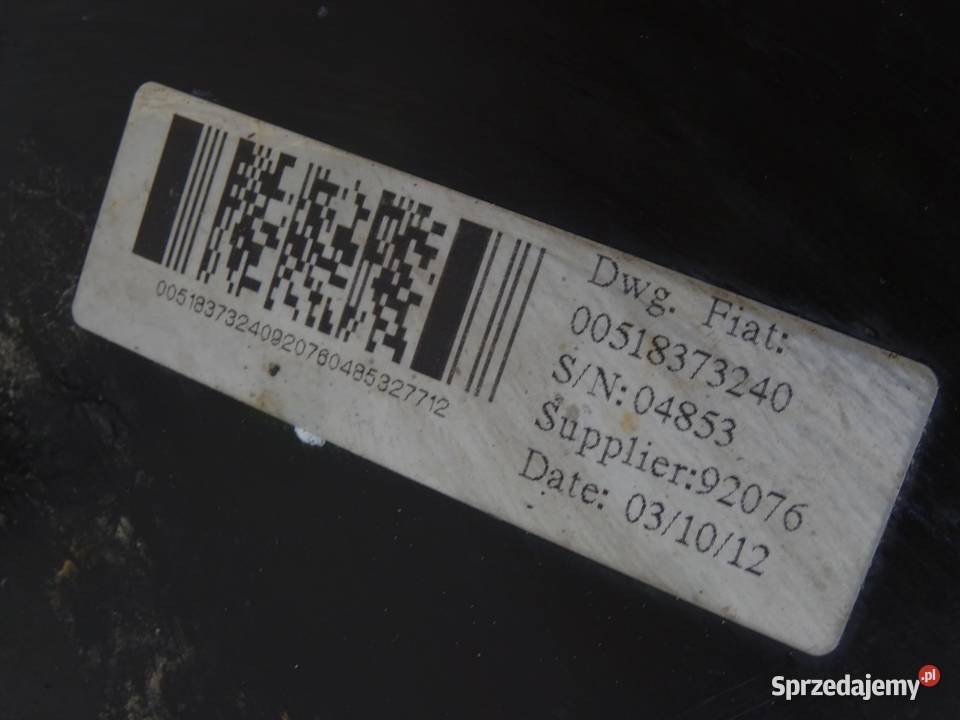 Dwg. Fiat:
00518373240
S/N: 04853
Supplier:92076
Date: 03/10/12
00518373240920760485327712
Sprzedajemy.pl